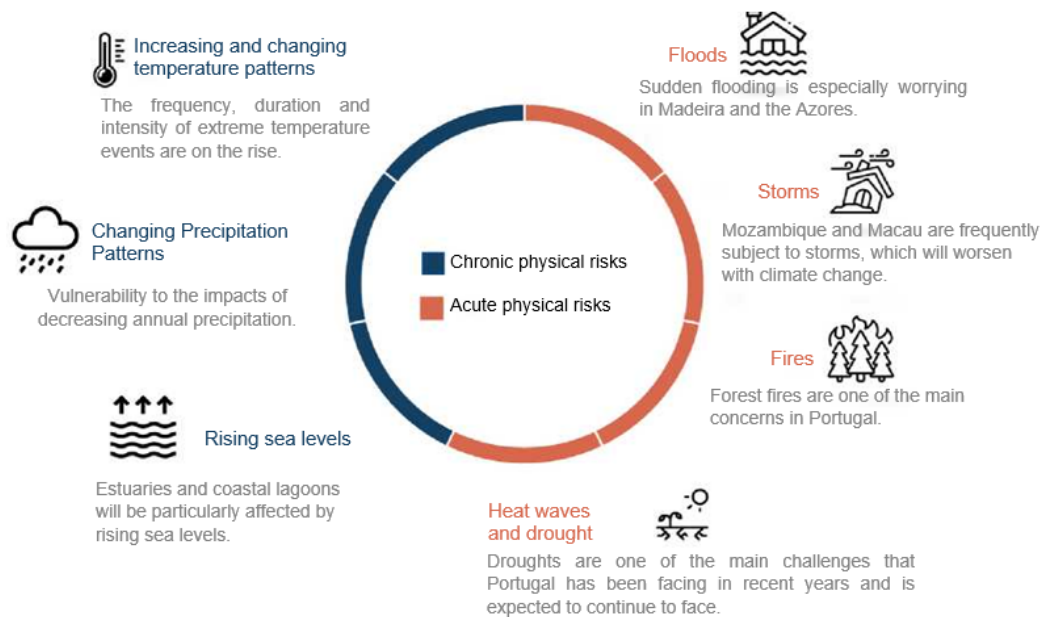 Increasing and changing
temperature patterns
The frequency, duration and
intensity of extreme temperature
events are on the rise.
Changing Precipitation
Patterns
Vulnerability to the impacts of
decreasing annual precipitation.
Rising sea levels
Estuaries and coastal lagoons
will be particularly affected by
rising sea levels.
Chronic physical risks
Acute physical risks
Floods
Sudden flooding is especially worrying
in Madeira and the Azores.
Storms
Mozambique and Macau are frequently
subject to storms, which will worsen
with climate change.
Fires
Forest fires are one of the main
concerns in Portugal.
Heat waves
and drought
Droughts are one of the main challenges that
Portugal has been facing in recent years and is
expected to continue to face.